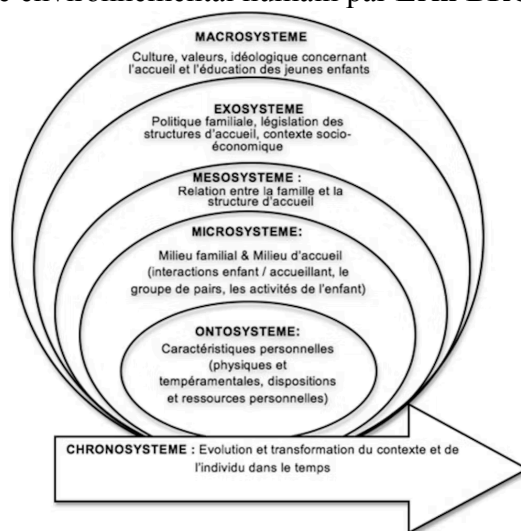 environnemental humain par
MACROSYSTEME
Culture, valeurs, idéologique concernant
l'accueil et l'éducation des jeunes enfants
EXOSYSTEME
Politique familiale, législation des
structures d'accueil, contexte socio-
économique
MESOSYSTEME :
Relation entre la famille et la
structure d'accueil
MICROSYSTEME:
Milieu familial & Milieu d'accueil
(interactions enfant / accueillant, le
groupe de pairs, les activités de l'enfant)
ONTOSYSTEME:
Caractéristiques personnelles
(physiques et
tempéramentales, dispositions
et ressources personnelles)
CHRONOSYSTEME : Evolution et transformation du contexte et de
l'individu dans le temps